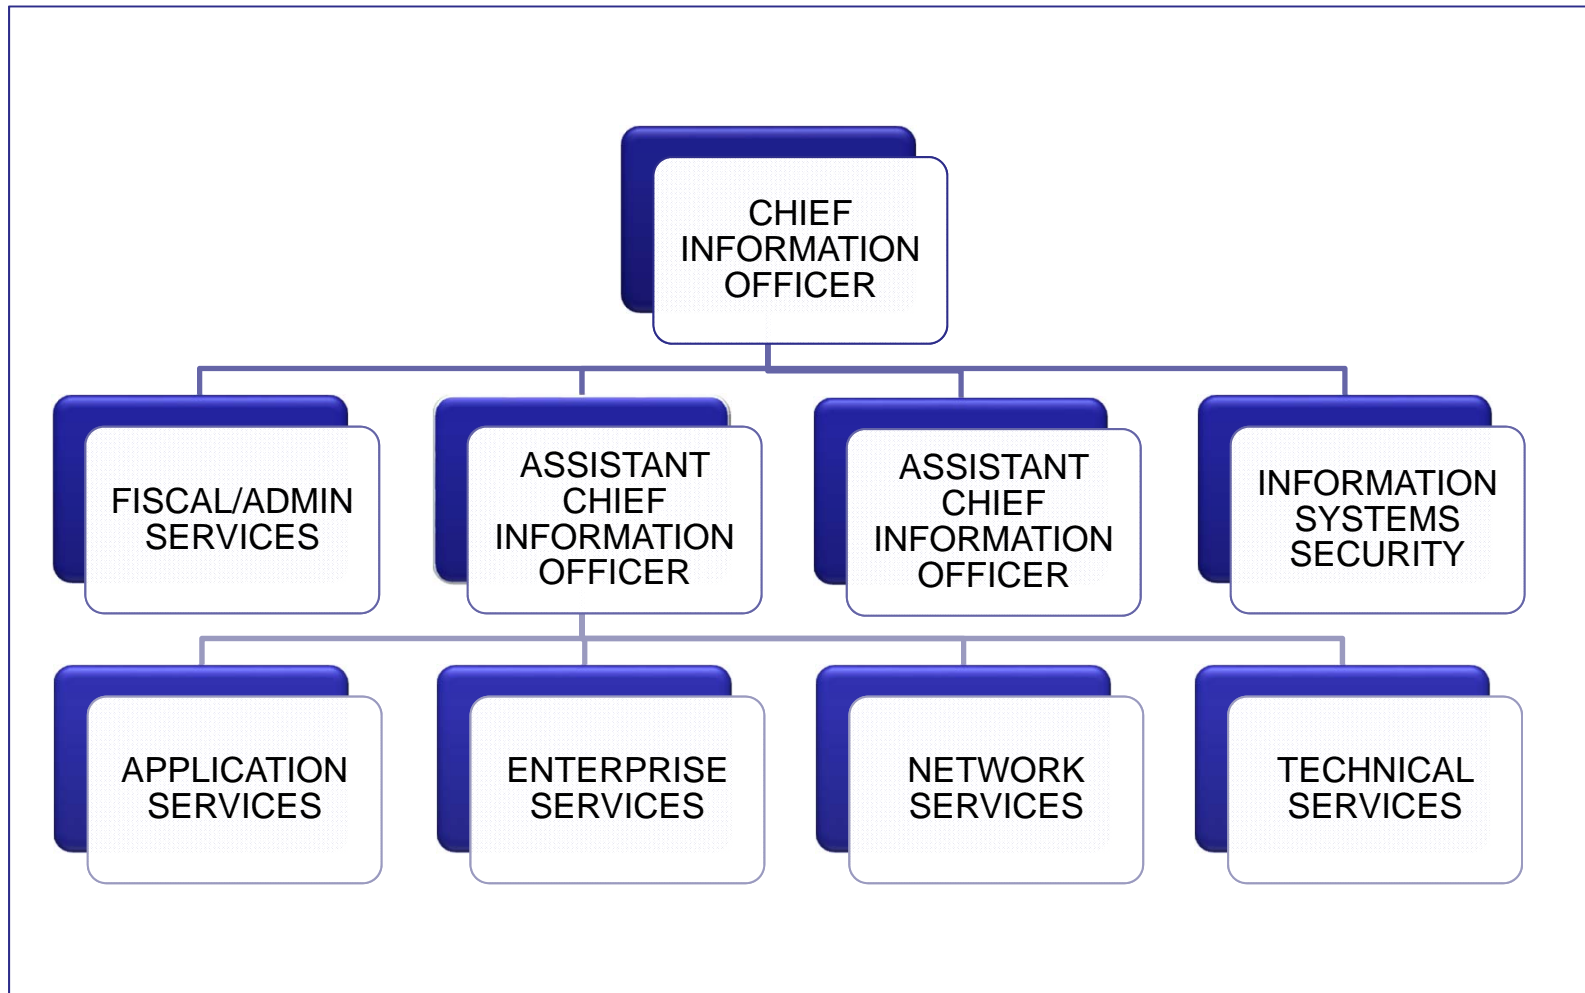 CHIEF
INFORMATION
OFFICER
FISCAL/ADMIN
SERVICES
ASSISTANT
CHIEF
INFORMATION
OFFICER
ASSISTANT
CHIEF
INFORMATION
OFFICER
INFORMATION
SYSTEMS
SECURITY
APPLICATION
SERVICES
ENTERPRISE
SERVICES
NETWORK
SERVICES
TECHNICAL
SERVICES